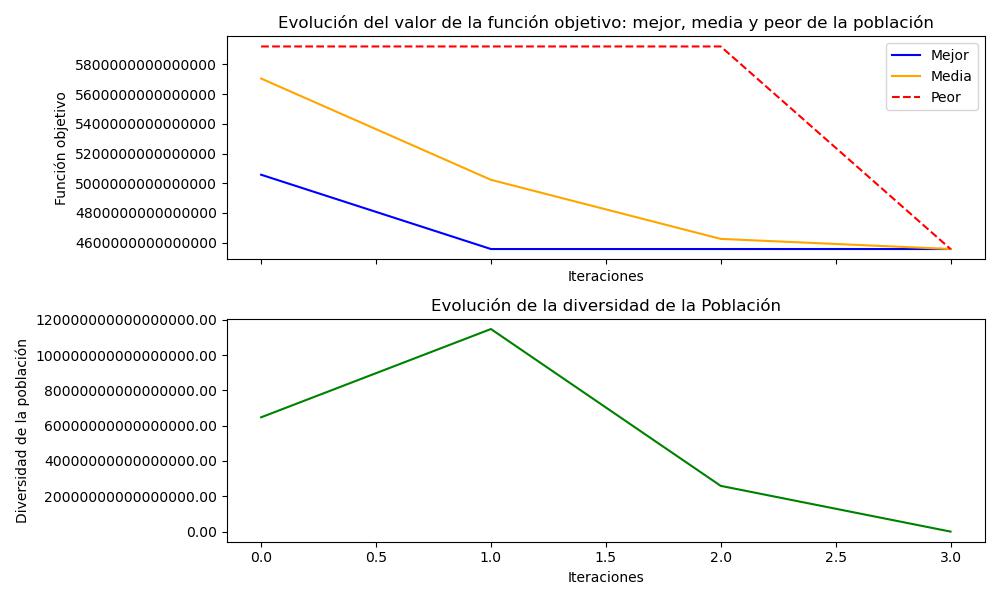 Evolución del valor de la función objetivo: mejor, media y peor de la población
Función objetivo
5800000000000000
5600000000000000
5400000000000000
5200000000000000
5000000000000000
4800000000000000
4600000000000000
Mejor
Media
Peor
Iteraciones
Evolución de la diversidad de la Población
Diversidad de la población
120000000000000000.00
100000000000000000.00
80000000000000000.00
60000000000000000.00
40000000000000000.00
20000000000000000.00
0.00
0.0 0.5 1.0 1.5 2.0 2.5 3.0
Iteraciones